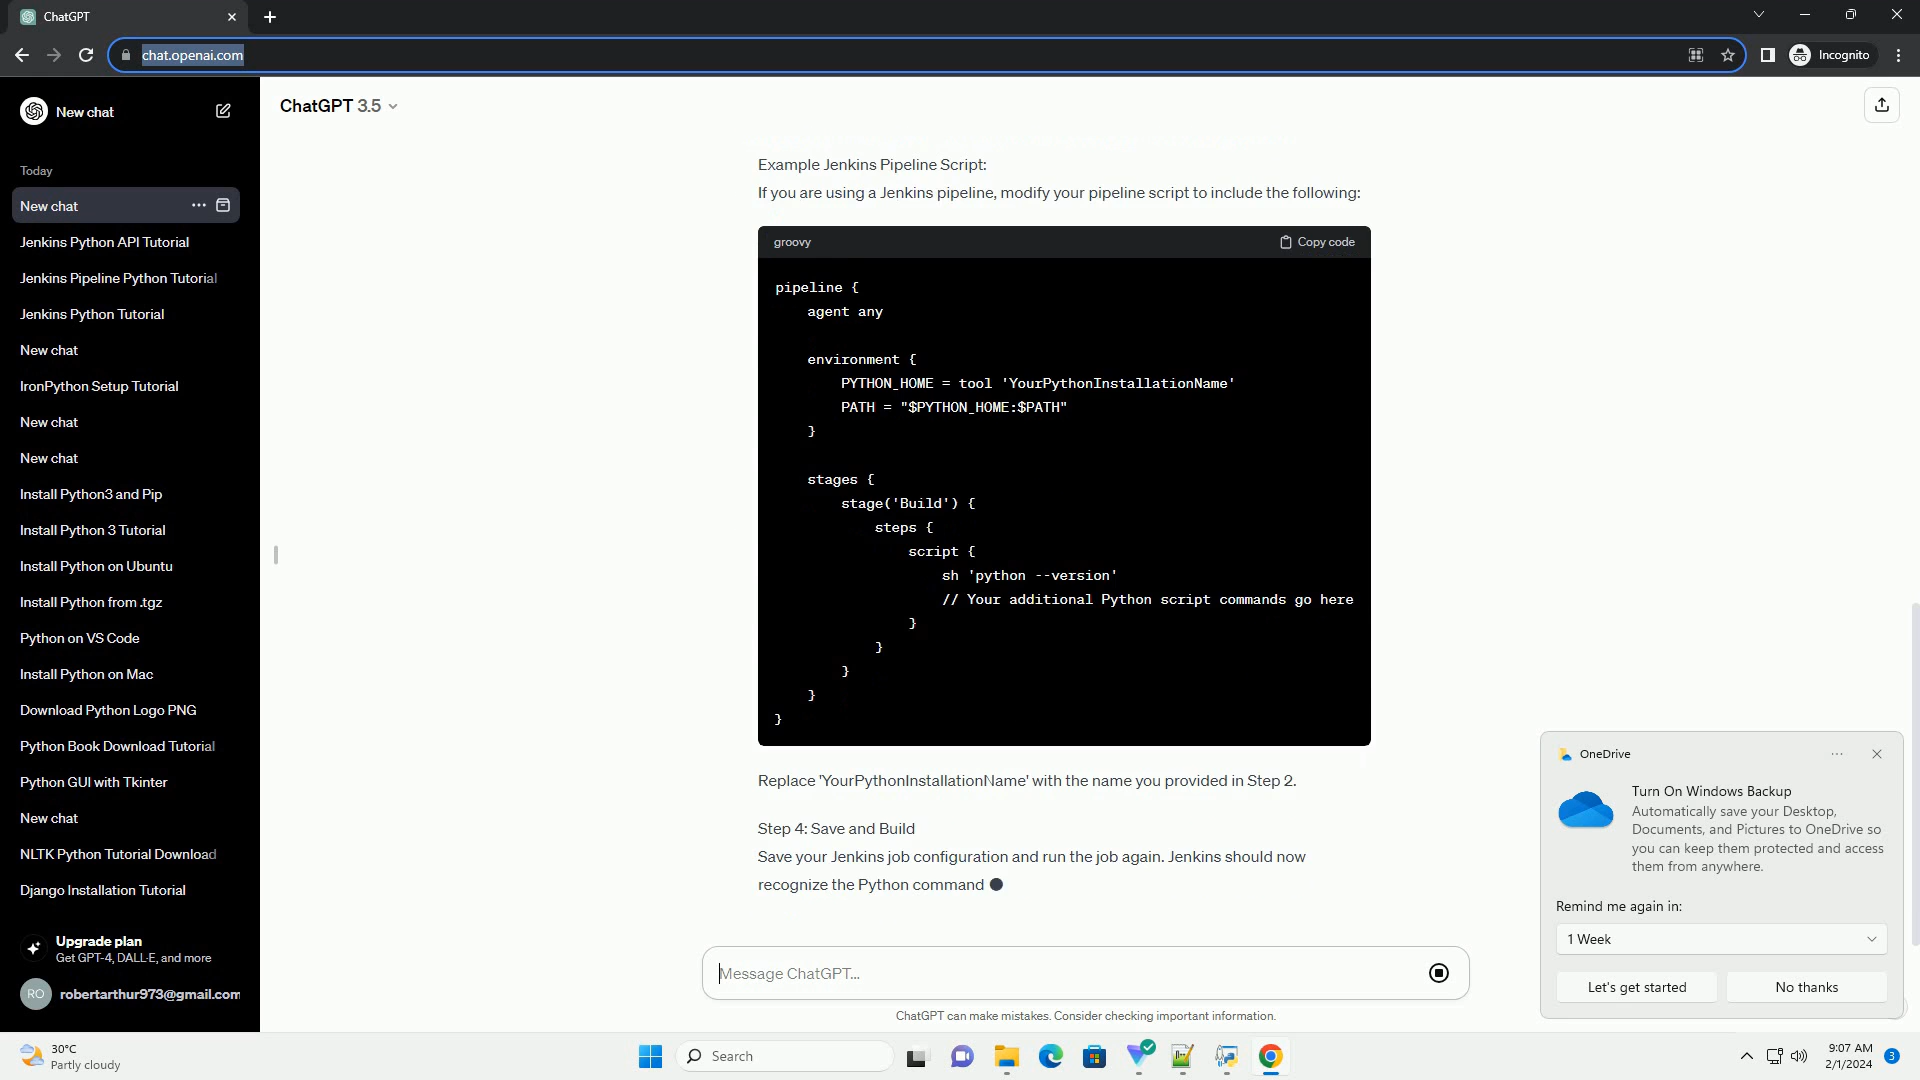 ChatGPT
chat.openai.com
Incognito
New chat
Today
New chat
Jenkins Python API Tutorial
Jenkins Pipeline Python Tutorial
Jenkins Python Tutorial
New chat
IronPython Setup Tutorial
New chat
New chat
Install Python3 and Pip
Install Python 3 Tutorial
Install Python on Ubuntu
Install Python from .tgz
Python on VS Code
Install Python on Mac
Download Python Logo PNG
Python Book Download Tutorial
Python GUI with Tkinter
New chat
NLTK Python Tutorial Download
Django Installation Tutorial
Upgrade plan
Get GPT-4, DALL·E, and more
RO
robertarthur973@gmail.com
ChatGPT 3.5
Example Jenkins Pipeline Script:
If you are using a Jenkins pipeline, modify your pipeline script to include the following:
groovy
Copy code
pipeline {
    agent any
    environment {
        PYTHON_HOME = tool 'YourPythonInstallationName'
        PATH = "$PYTHON_HOME:$PATH"
    }
    stages {
        stage('Build') {
            steps {
                script {
                    sh 'python --version'
                    // Your additional Python script commands go here
                }
            }
        }
    }
}
Replace 'YourPythonInstallationName' with the name you provided in Step 2.
Step 4: Save and Build
Save your Jenkins job configuration and run the job again. Jenkins should now
recognize the Python command
Message ChatGPT...
ChatGPT can make mistakes. Consider checking important information.
OneDrive
Turn On Windows Backup
Automatically save your Desktop,
Documents, and Pictures to OneDrive so
you can keep them protected and access
them from anywhere.
Remind me again in:
1 Week
Let's get started
No thanks
30°C
Partly cloudy
Search
9:07 AM
2/1/2024
3